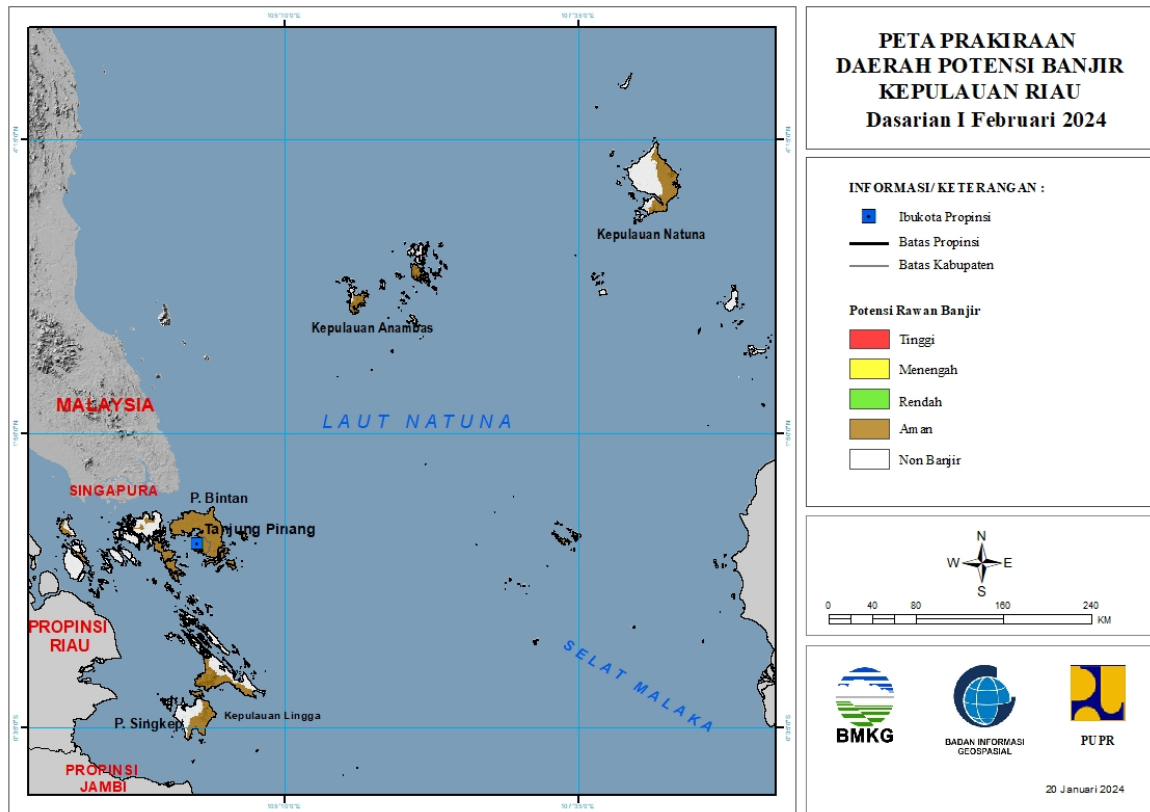 PETA PRAKIRAAN
DAERAH POTENSI BANJIR
KEPULAUAN RIAU
Dasarian I Februari 2024
INFORMASI/ KETERANGAN :
Ibukota Propinsi
Batas Propinsi
Batas Kabupaten
Potensi Rawan Banjir
Tinggi
Menengah
Rendah
Aman
Non Banjir
N
W E
S
0 40 80 160 240
KM
BMKG
BADAN INFORMASI
GEOSPASIAL
PUPR
20 Januari 2024
Kepulauan Natuna
Kepulauan Anambas
MALAYSIA
LAUT NATUNA
SINGAPURA
P. Bintan
Tanjung Pinang
PROPINSI
RIAU
SELAT MALAKA
P. Singkep
Kepulauan Lingga
PROPINSI
JAMBI